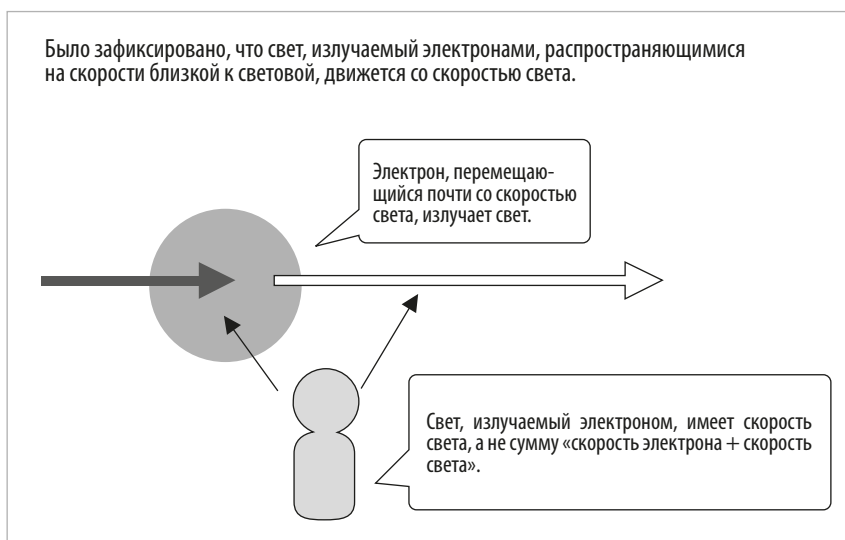 Было зафиксировано, что свет, излучаемый электронами, распространяющимися
на скорости близкой к световой, движется со скоростью света.
Электрон, перемещаю-
щийся почти со скоростью
света, излучает свет.
Свет, излучаемый электроном, имеет скорость
света, а не сумму «скорость электрона + скорость
света».